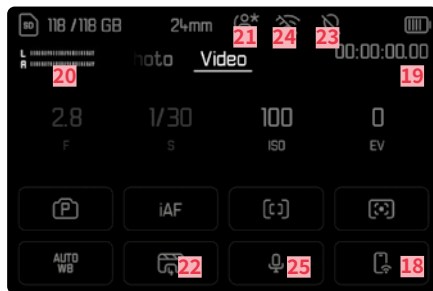 SD 118 /118 GB 24mm
21 24 23
L R 20 hoto Video 00:00:00.00
19
2.8 1/30 100 0
F S ISO EV
P iAF
AUTO WB 22 25 18